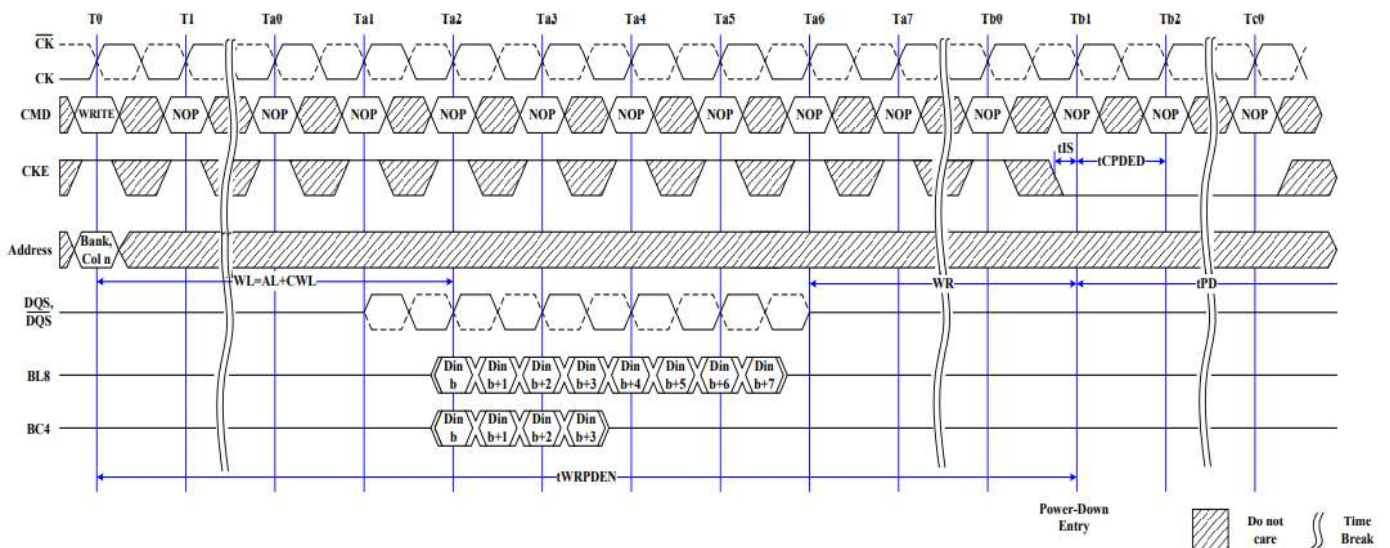 T0 T1 Ta0 Ta1 Ta2 Ta3 Ta4 Ta5 Ta6 Ta7 Tb0 Tb1 Tb2 Tc0
CK
CK
CMD WRITE NOP NOP NOP NOP NOP NOP NOP NOP NOP NOP NOP NOP NOP
tIS
tCPDED
CKE
Address
Bank,
Col n
WL=AL+CWL WR tPD
DQS,
DQS
BL8
Din Din Din Din Din Din Din Din
b b+1 b+2 b+3 b+4 b+5 b+6 b+7
BC4
Din Din Din Din
b b+1 b+2 b+3
tWRPDEN
Power-Down
Entry
Do not
care
Time
Break